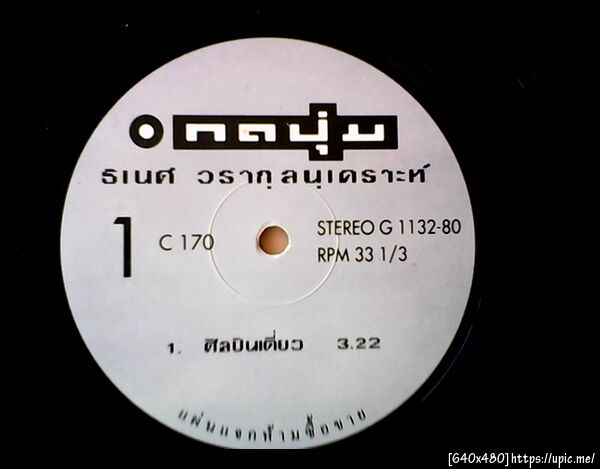 กดปุ่ม
ธเนศ วรากุลนุเคราะห์
1 C 170 STEREO G 1132-80
RPM 33 1/3
1. ศิลปินเดี่ยว 3.22
แผ่นแจกห้ามซื้อขาย
[640x480]https://upic.me/